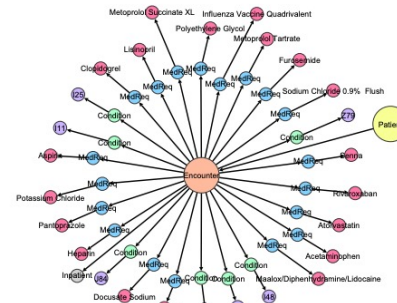 Metoprolol Succinate XL
Influenza Vaccine Quadrivalent
Polyethylene Glycol
Metoprolol Tartrate
Lisinopril
Furosemide
Clopidogrel
MedReq
MedReq
MedReq
MedReq
MedReq
MedReq
MedReq
I25
Sodium Chloride 0.9% Flush
MedReq
Condition
Z79
I11
Condition
Condition
Patie
Aspirin
MedReq
MedReq
Senna
Encounter
MedReq
MedReq
Rivaroxaban
Potassium Chloride
MedReq
MedReq
Pantoprazole
Atorvastatin
MedReq
MedReq
Heparin
Condition
MedReq
Acetaminophen
Inpatient
I84
MedReq
Condition
Maalox/Diphenhydramine/Lidocaine
MedReq
Condition
Condition
Docusate Sodium
I48